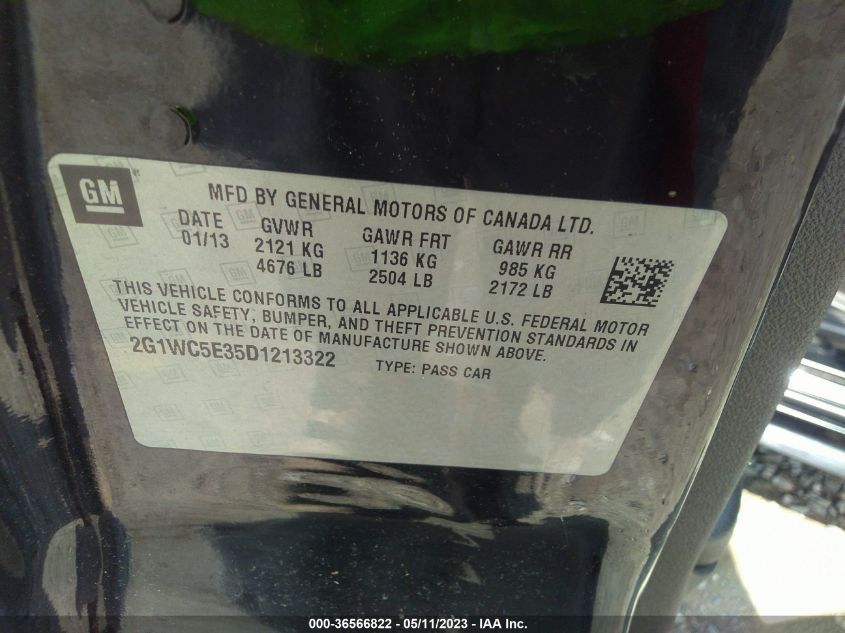 GM
MFD BY GENERAL MOTORS OF CANADA LTD.
DATE GVWR GAWR FRT GAWR RR
01/13 2121 KG 1136 KG 985 KG
4676 LB 2504 LB 2172 LB
THIS VEHICLE CONFORMS TO ALL APPLICABLE U.S. FEDERAL MOTOR
VEHICLE SAFETY, BUMPER, AND THEFT PREVENTION STANDARDS IN
EFFECT ON THE DATE OF MANUFACTURE SHOWN ABOVE.
2G1WC5E35D1213322 TYPE: PASS CAR
000-36566822 - 05/11/2023 - IAA Inc.